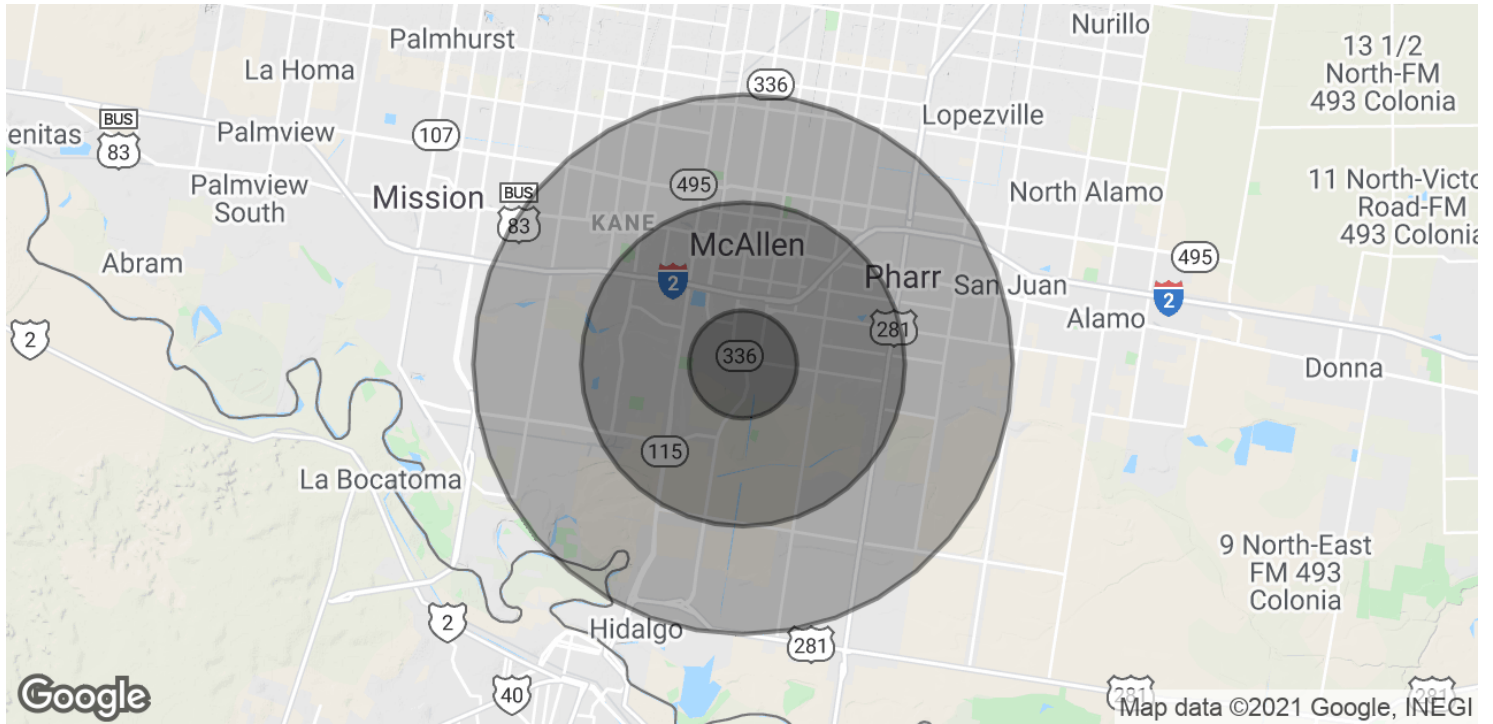 Nurillo
Palmhurst
13 1/2
North-FM
493 Colonia
La Homa
336
Lopezville
BUS
83
enitas
Palmview
107
Palmview
South
Mission
BUS
83
495
KANE
North Alamo
11 North-Victo
Road-FM
493 Colonia
McAllen
Abram
2
Pharr
San Juan
495
2
Alamo
2
281
336
Donna
115
La Bocatoma
9 North-East
FM 493
Colonia
2
Hidalgo
281
40
281
281
Google
Map data ©2021 Google, INEGI